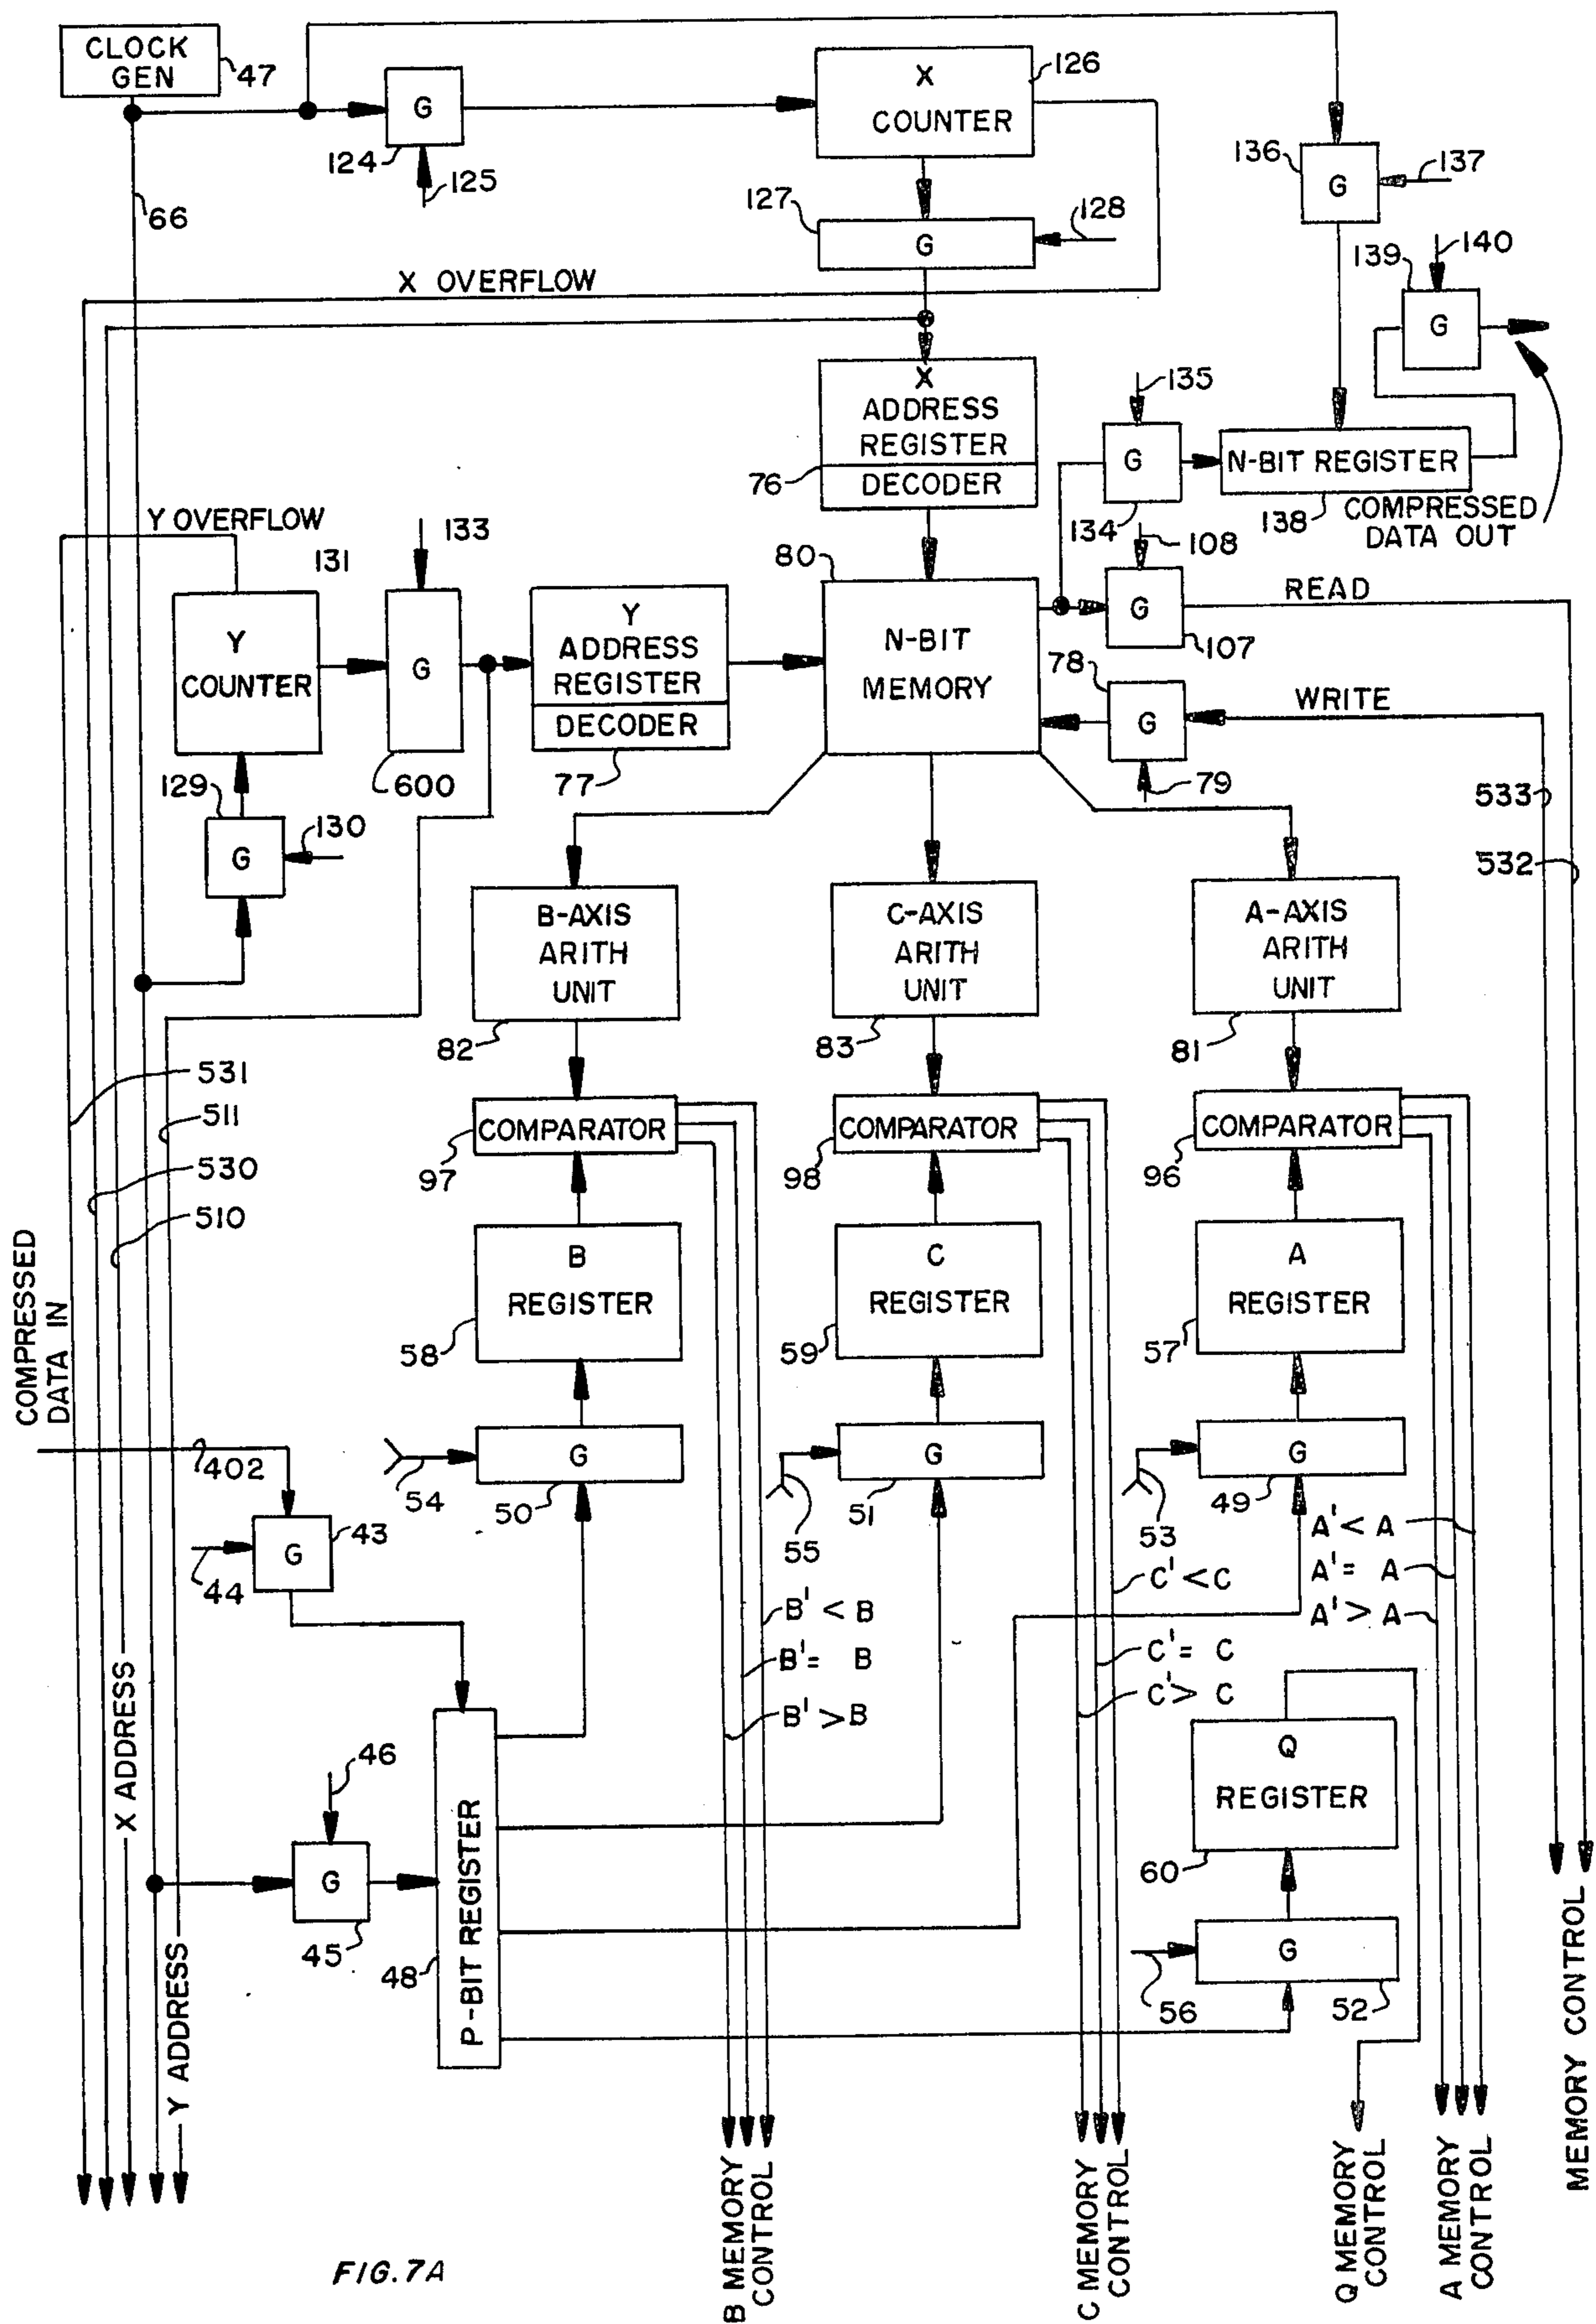 CLOCK
GEN
47
G
124
125
X
COUNTER
126
136
G
137
66
127
G
128
X OVERFLOW
139
140
G
X
ADDRESS
REGISTER
DECODER
76
135
G
134
N-BIT REGISTER
138
COMPRESSED
DATA OUT
Y OVERFLOW
131
133
Y
COUNTER
G
600
Y
ADDRESS
REGISTER
DECODER
77
80
N-BIT
MEMORY
108
G
107
READ
78
G
79
WRITE
129
G
130
533
532
B-AXIS
ARITH
UNIT
82
C-AXIS
ARITH
UNIT
83
A-AXIS
ARITH
UNIT
81
531
511
530
510
COMPARATOR
97
COMPARATOR
98
COMPARATOR
96
COMPRESSED
DATA IN
B
REGISTER
58
C
REGISTER
59
A
REGISTER
57
402
54
G
50
55
G
51
53
G
49
44
G
43
A' < A
A' = A
A' > A
C' < C
C' = C
C' > C
B' < B
B' = B
B' > B
X ADDRESS
46
G
45
P-BIT REGISTER
48
Q
REGISTER
60
G
56
52
Y ADDRESS
B MEMORY
CONTROL
C MEMORY
CONTROL
Q MEMORY
CONTROL
A MEMORY
CONTROL
MEMORY CONTROL
FIG.7A